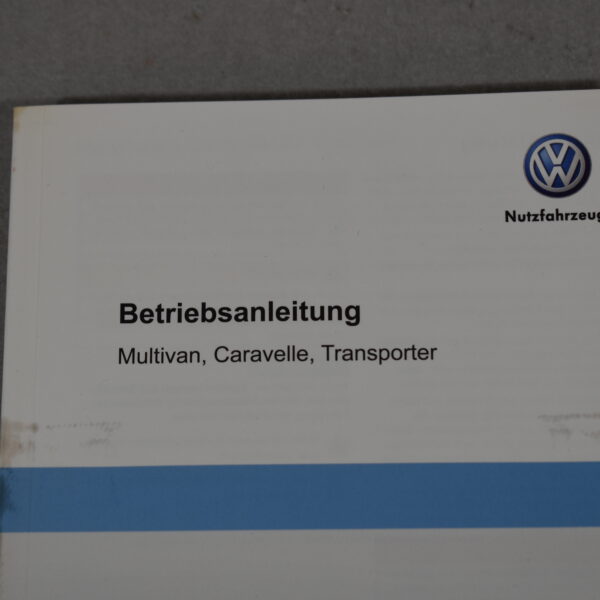 Nutzfahrzeug
Betriebsanleitung
Multivan, Caravelle, Transporter